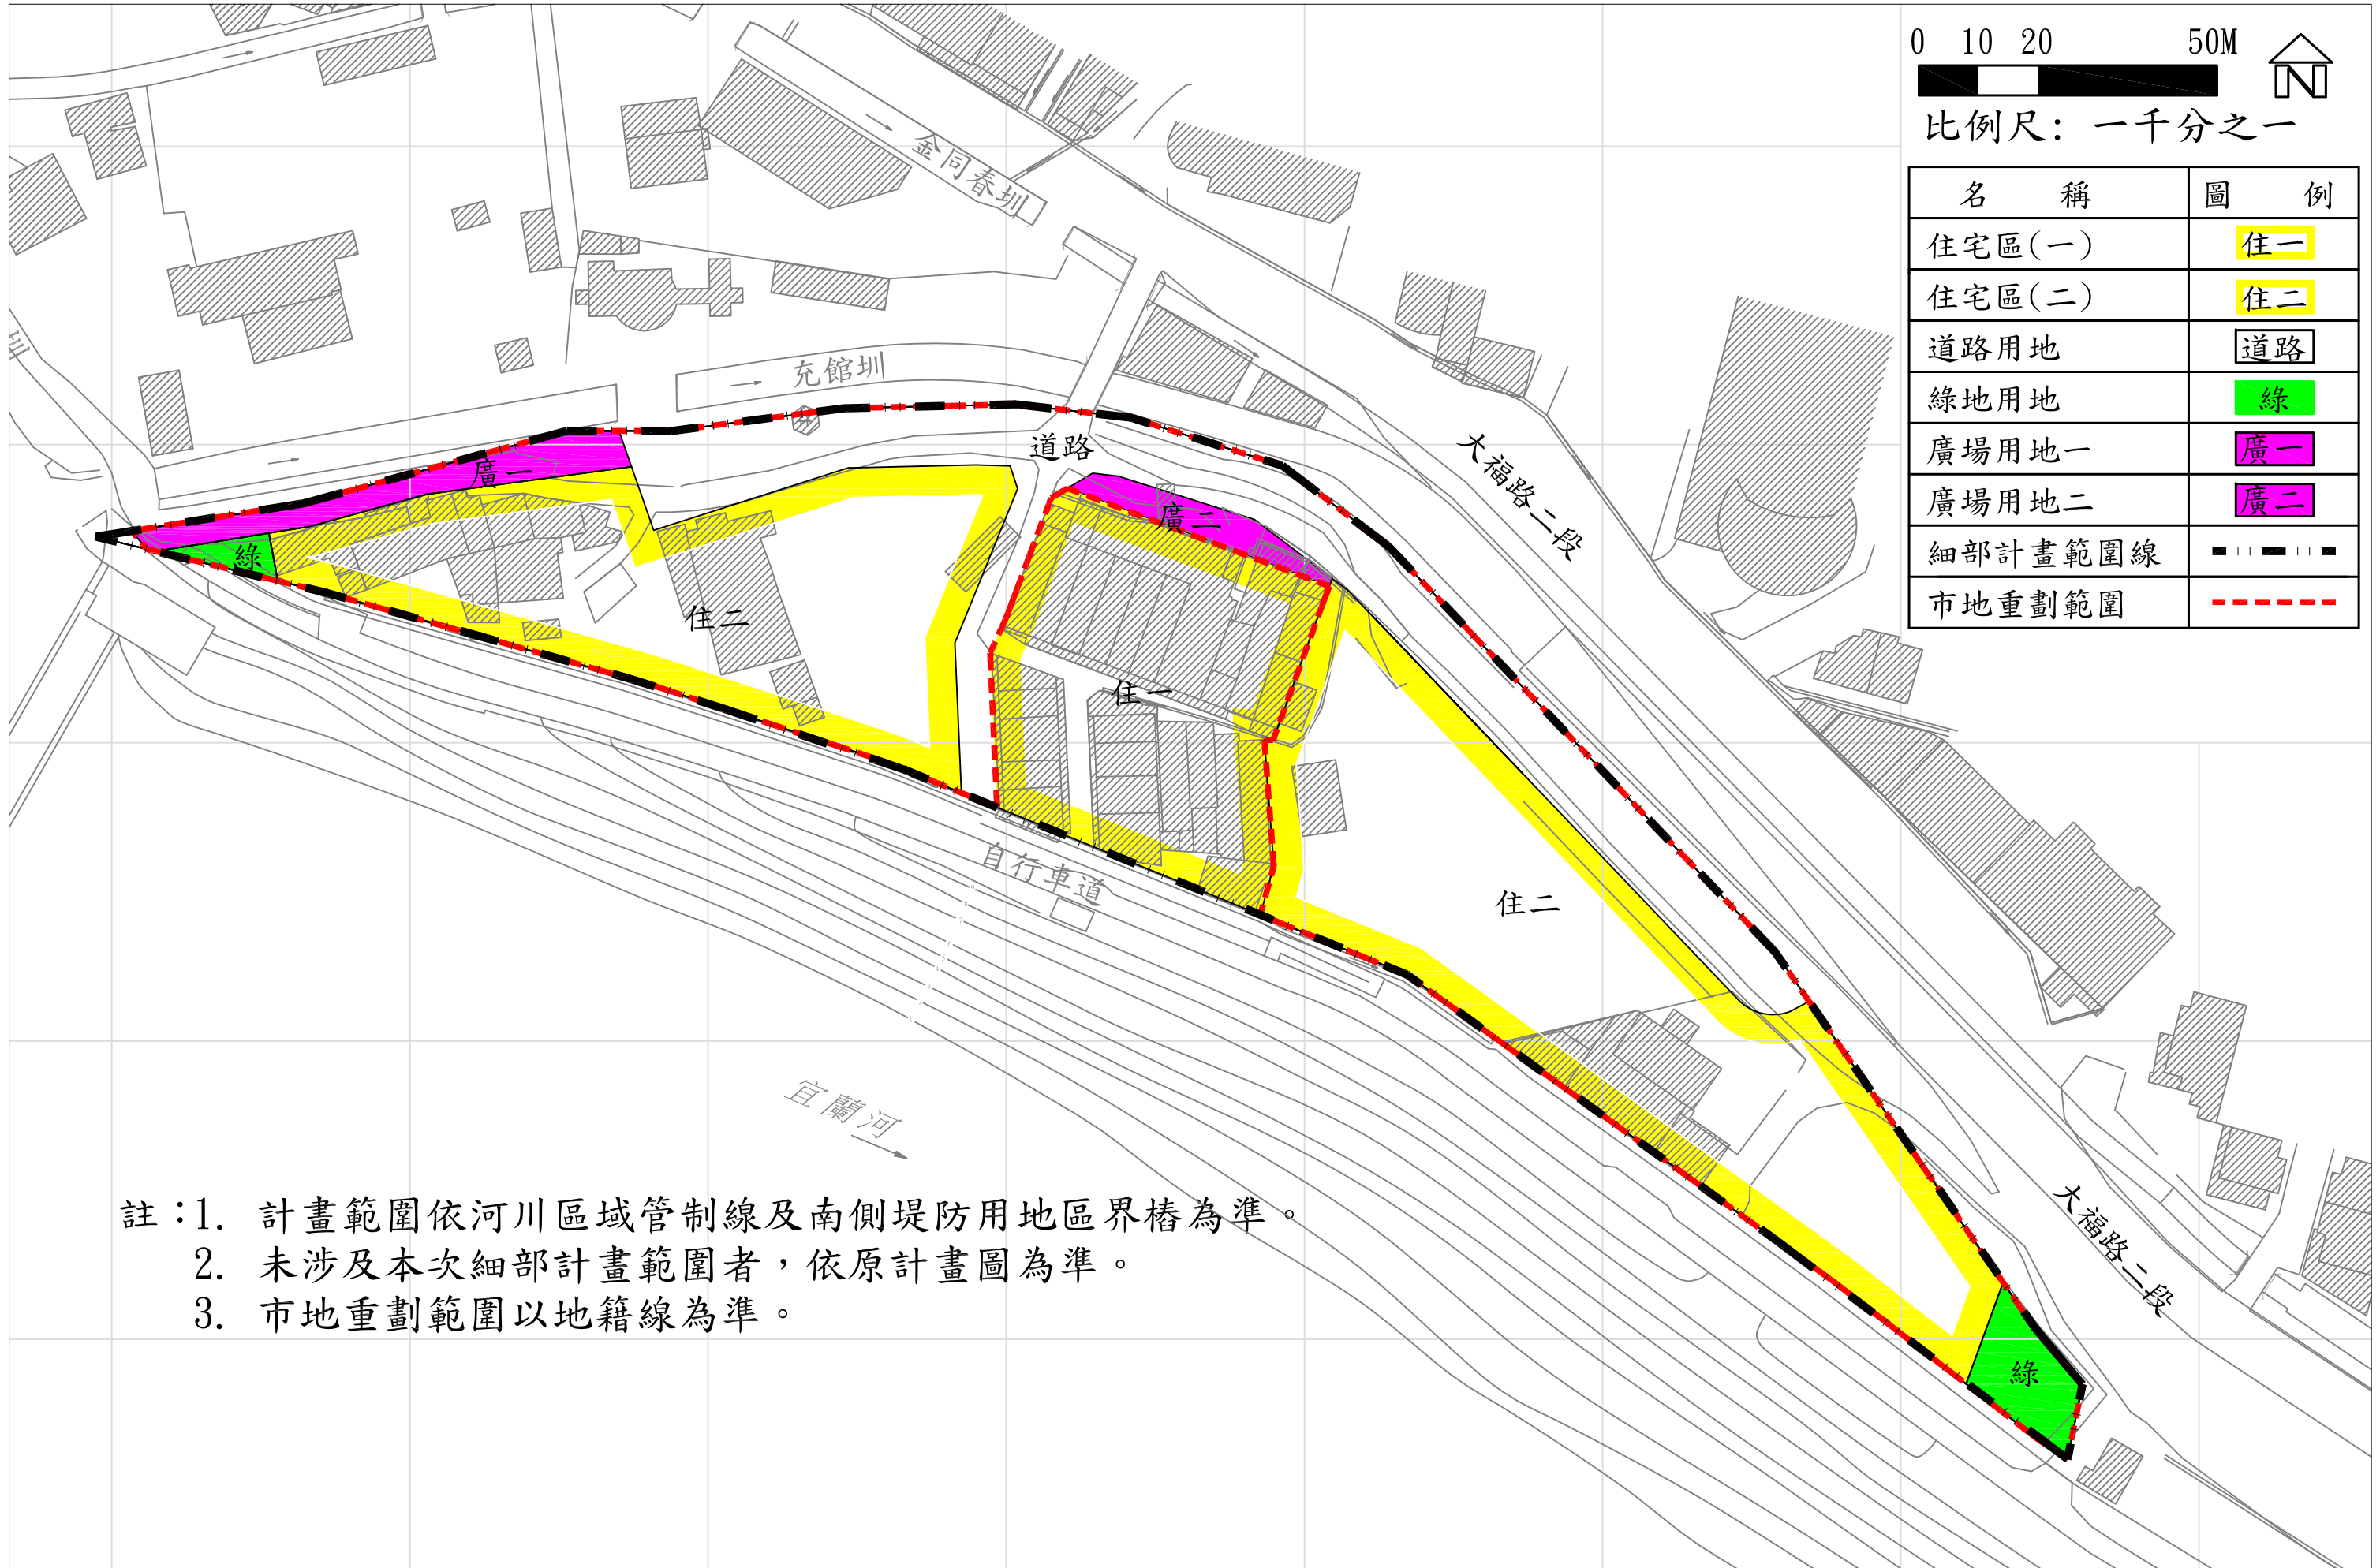 0 10 20 50M
N
比例尺: 一千分之一
名 稱 圖 例
住宅區(一) 住一
住宅區(二) 住二
道路用地 道路
綠地用地 綠
廣場用地一 廣一
廣場用地二 廣二
細部計畫範圍線
市地重劃範圍
金同春圳
圳
充館圳
道路
大福路二段
廣一
廣二
綠
住二
住一
自行車道
住二
宜蘭河
大福路二段
綠
註:1. 計畫範圍依河川區域管制線及南側堤防用地區界樁為準。
2. 未涉及本次細部計畫範圍者,依原計畫圖為準。
3. 市地重劃範圍以地籍線為準。